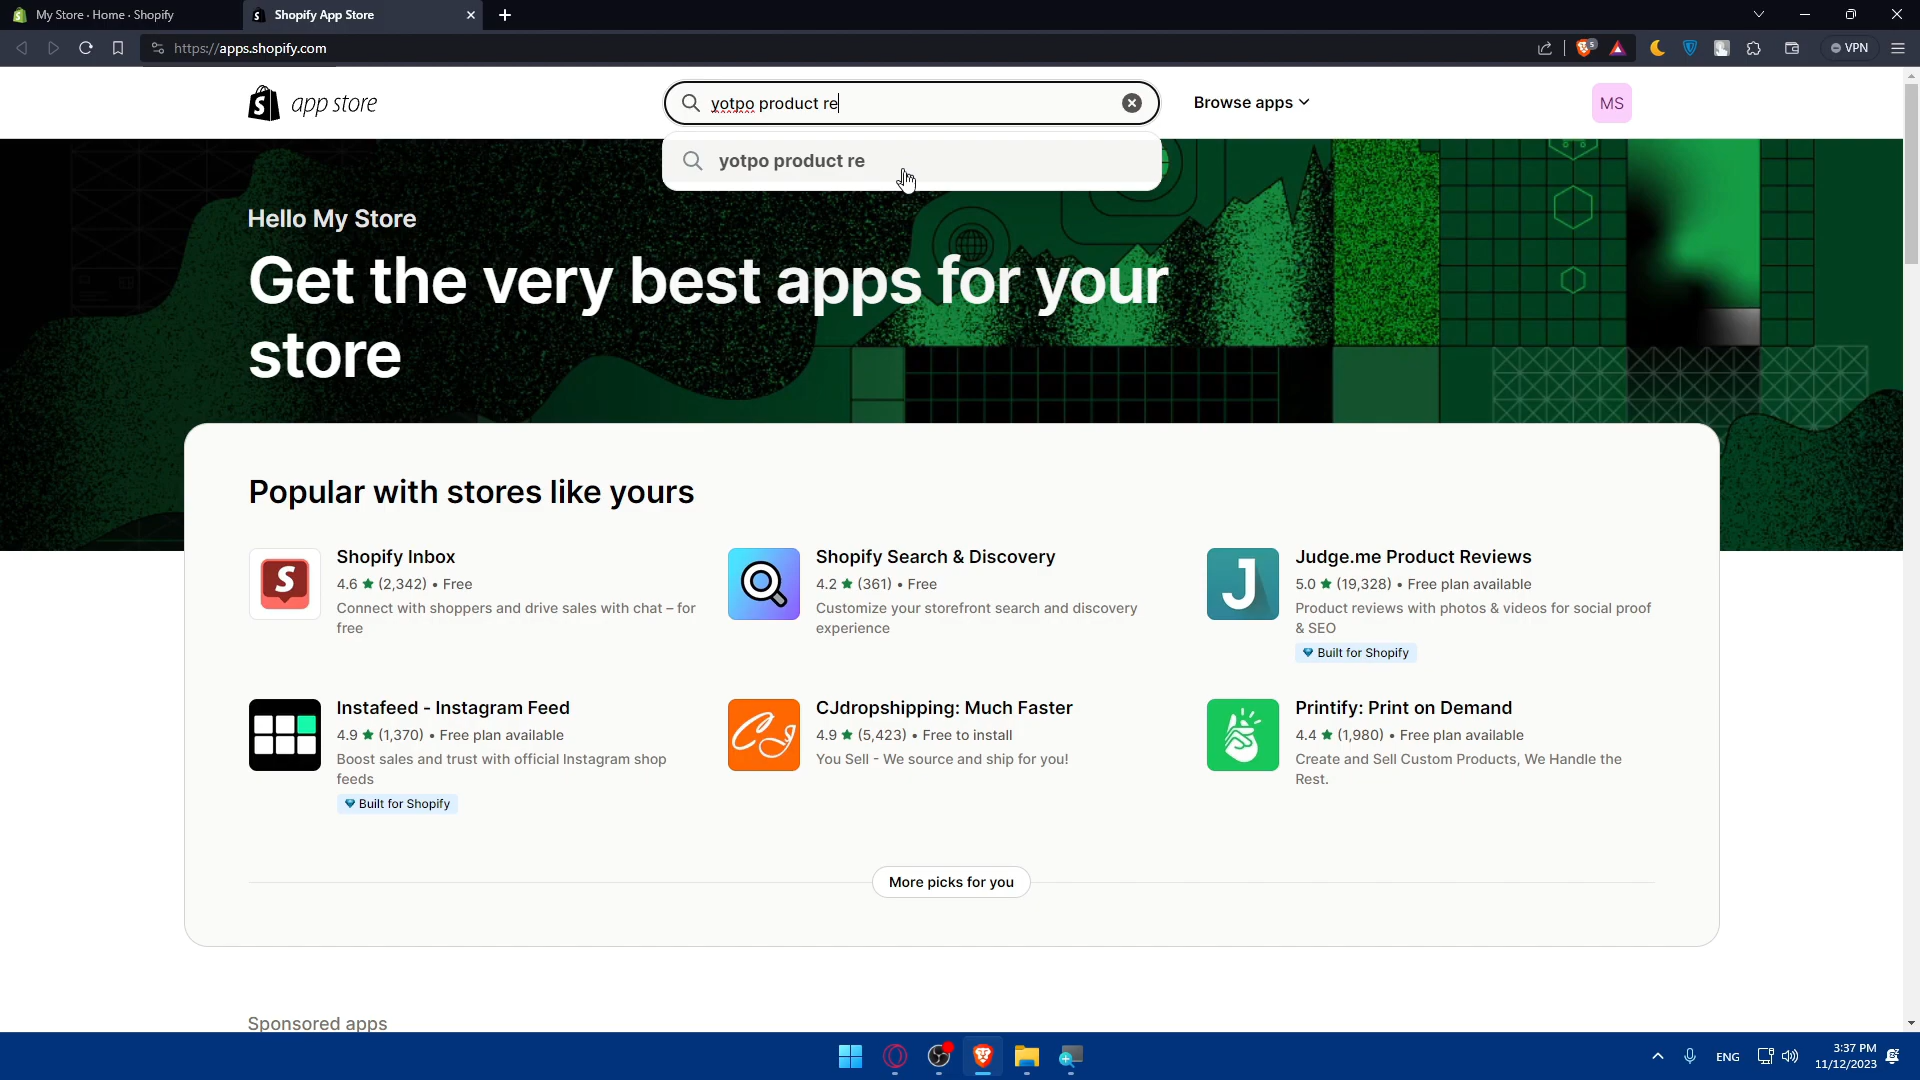 My Store · Home · Shopify
Shopify App Store
https://apps.shopify.com
VPN
app store
yotpo product re
Browse apps
MS
yotpo product re
Hello My Store
Get the very best apps for your
store
Popular with stores like yours
Shopify Inbox
4.6 ★ (2,342) • Free
Connect with shoppers and drive sales with chat – for
free
Shopify Search & Discovery
4.2 ★ (361) • Free
Customize your storefront search and discovery
experience
Judge.me Product Reviews
5.0 ★ (19,328) • Free plan available
Product reviews with photos & videos for social proof
& SEO
Built for Shopify
Instafeed - Instagram Feed
4.9 ★ (1,370) • Free plan available
Boost sales and trust with official Instagram shop
feeds
Built for Shopify
CJdropshipping: Much Faster
4.9 ★ (5,423) • Free to install
You Sell - We source and ship for you!
Printify: Print on Demand
4.4 ★ (1,980) • Free plan available
Create and Sell Custom Products, We Handle the
Rest.
More picks for you
Sponsored apps
ENG
3:37 PM
11/12/2023